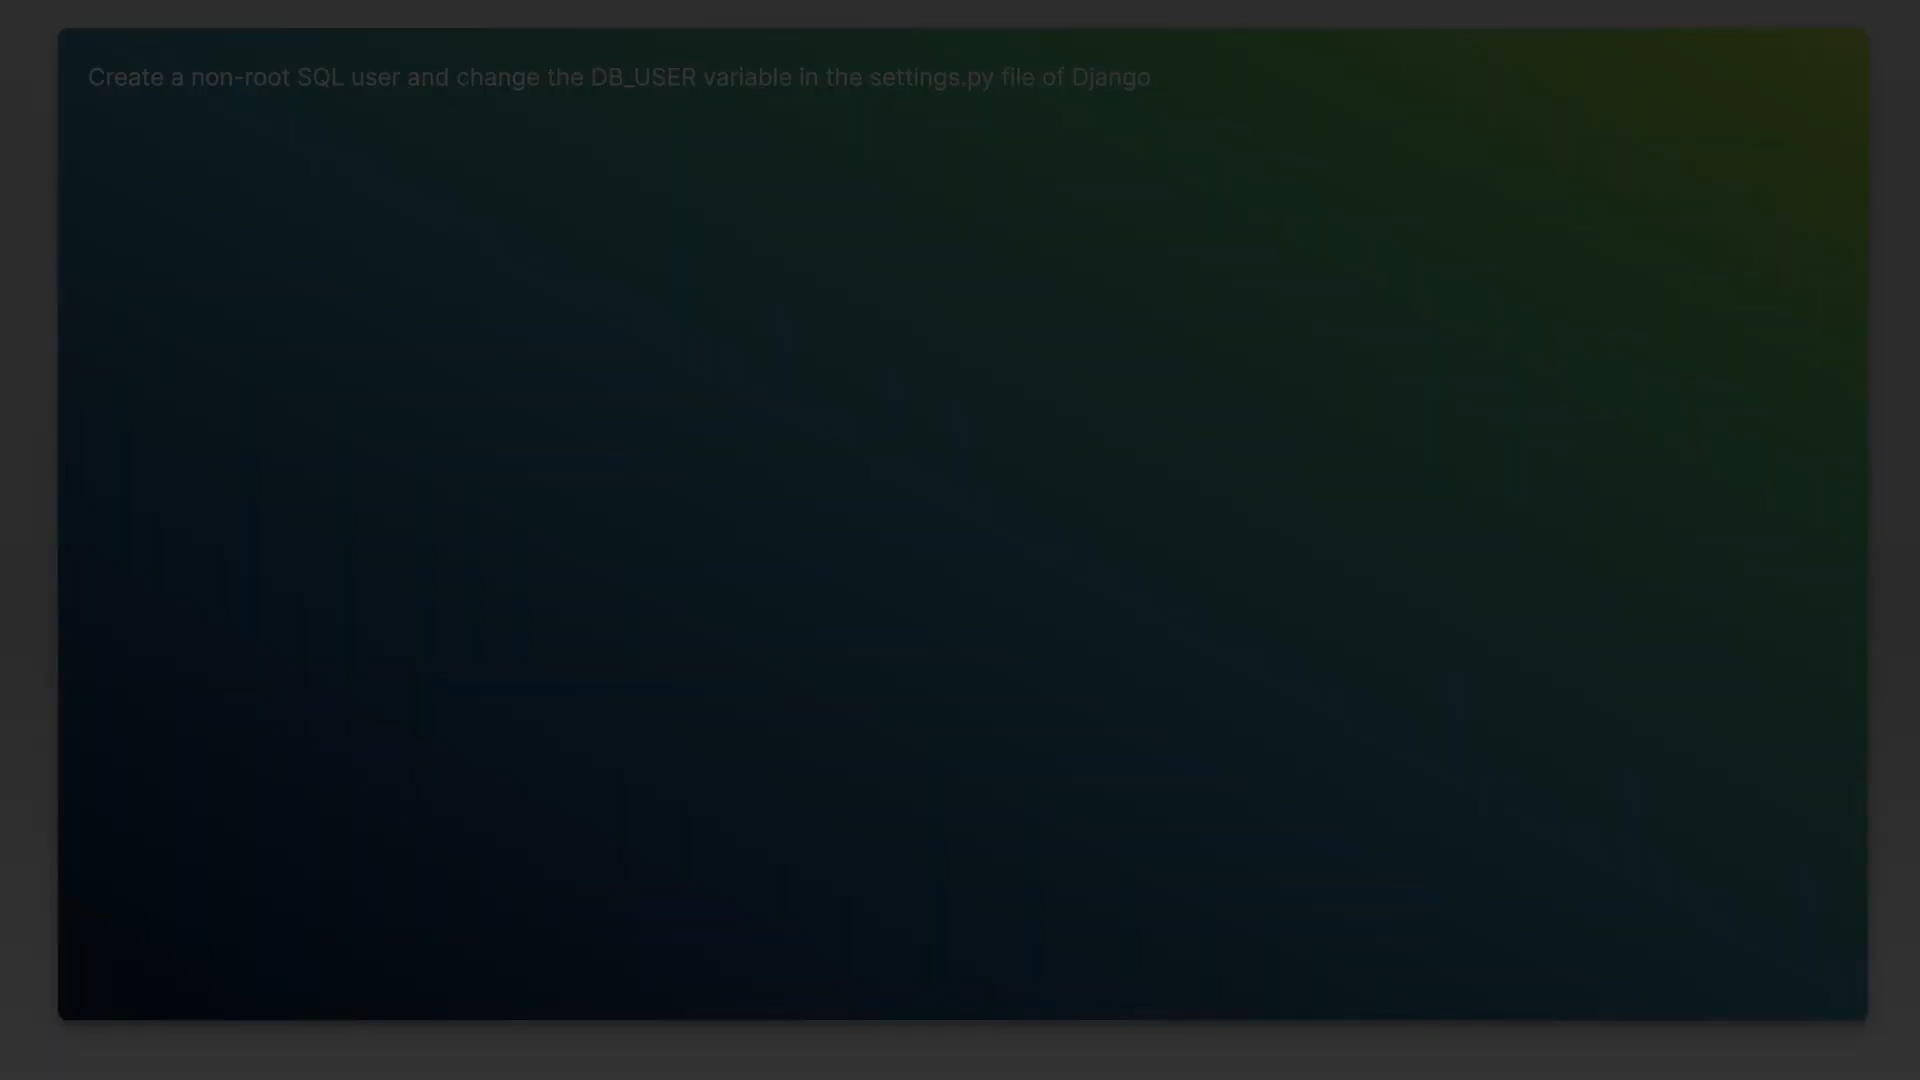 Create a non-root SQL user and change the DB_USER variable in the settings.py file of Django